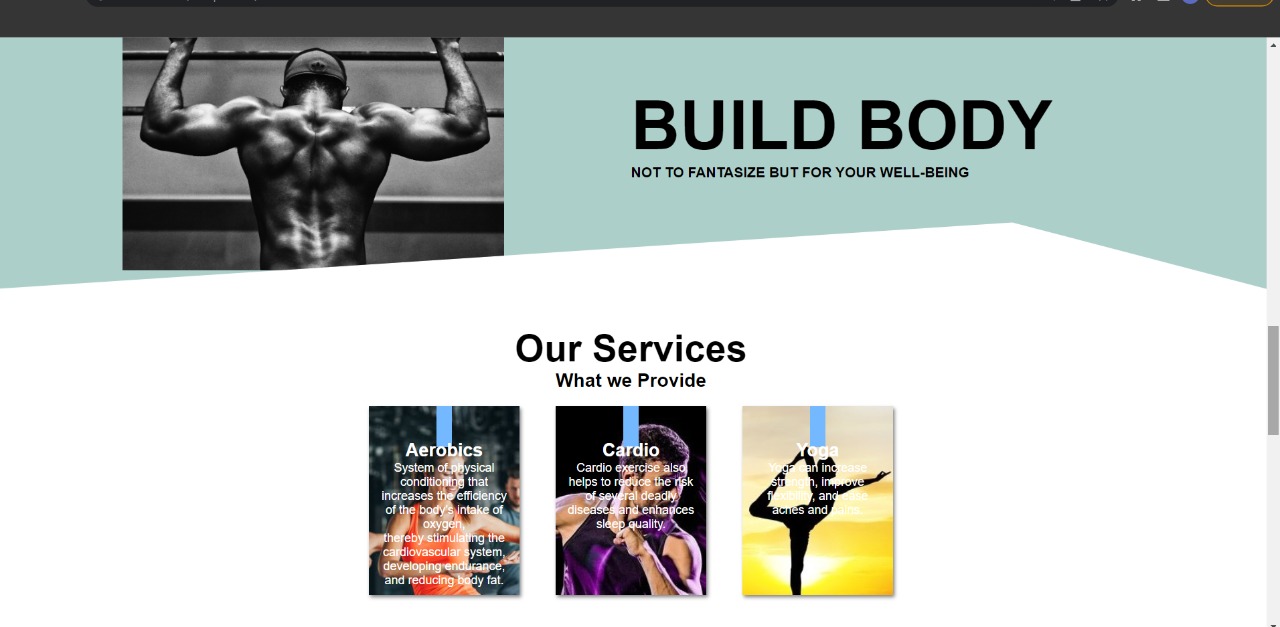 BUILD BODY
NOT TO FANTASIZE BUT FOR YOUR WELL-BEING
Our Services
What we Provide
Aerobics
System of physical
conditioning that
increases the efficiency
of the body's intake of
oxygen,
thereby stimulating the
cardiovascular system,
developing endurance,
and reducing body fat.
Cardio
Cardio exercise also
helps to reduce the risk
of several deadly
diseases and enhances
sleep quality.
Yoga
Yoga can increase
strength, improve
flexibility, and ease
aches and pains.